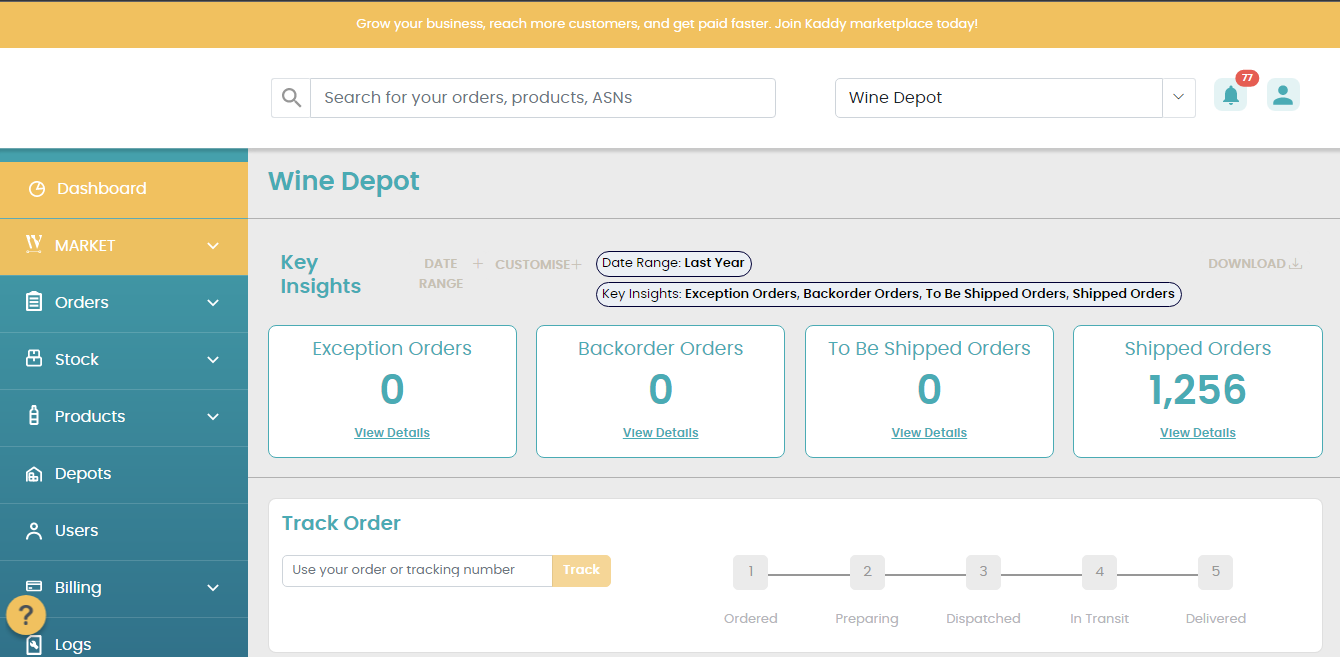 Grow your business, reach more customers, and get paid faster. Join Kaddy marketplace today!
Search for your orders, products, ASNs
Wine Depot
77
Dashboard
MARKET
Orders
Stock
Products
Depots
Users
Billing
?
Logs
Wine Depot
Key
Insights
DATE +
RANGE
CUSTOMISE+
Date Range: Last Year
Key Insights: Exception Orders, Backorder Orders, To Be Shipped Orders, Shipped Orders
DOWNLOAD
Exception Orders
0
View Details
Backorder Orders
0
View Details
To Be Shipped Orders
0
View Details
Shipped Orders
1,256
View Details
Track Order
Use your order or tracking number
Track
1 2 3 4 5
Ordered Preparing Dispatched In Transit Delivered